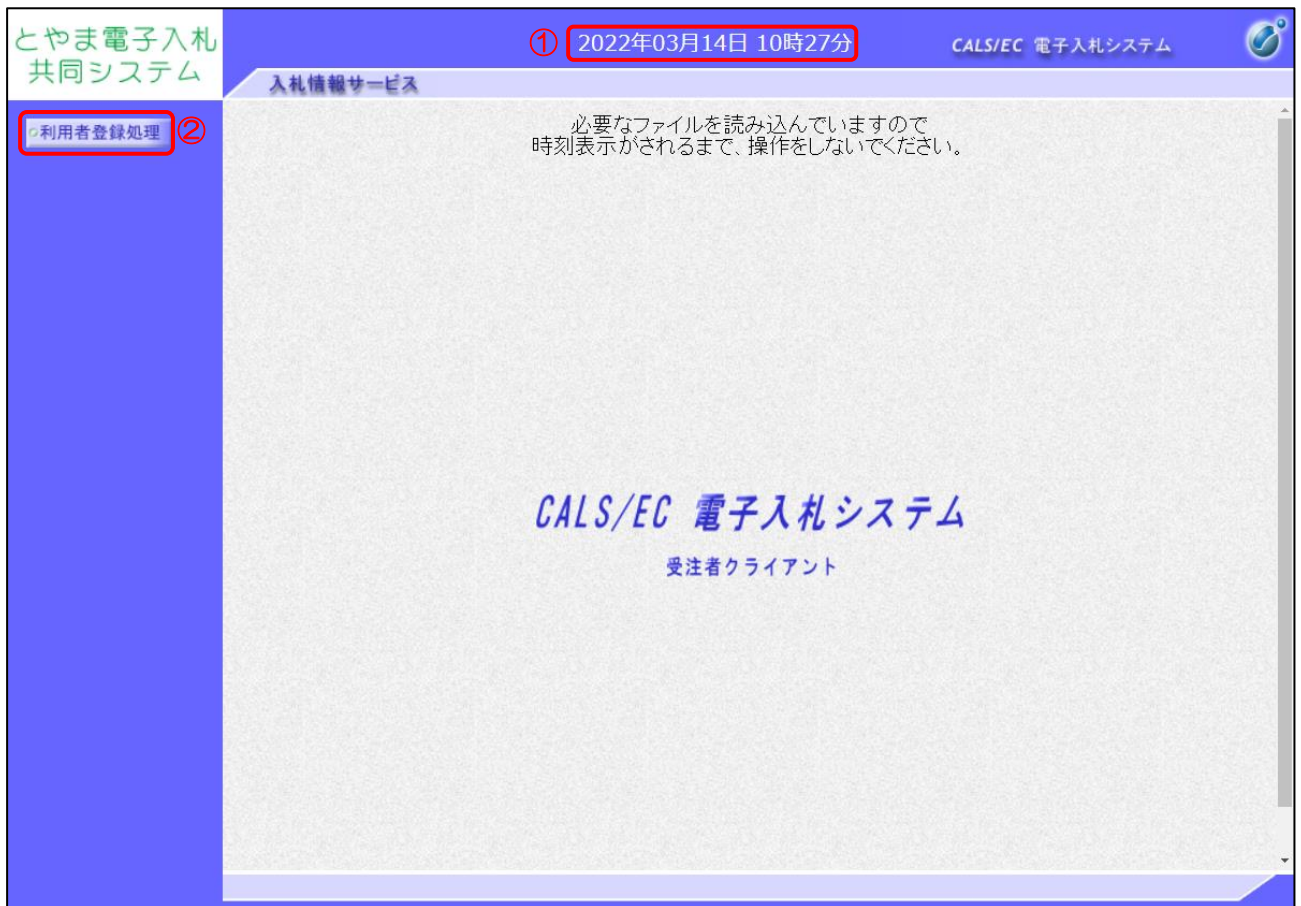 とやま電子入札
共同システム
① 2022年03月14日 10時27分
CALS/EC 電子入札システム
入札情報サービス
利用者登録処理 ②
必要なファイルを読み込んでいますので
時刻表示がされるまで、操作をしないでください。
CALS/EC 電子入札システム
受注者クライアント